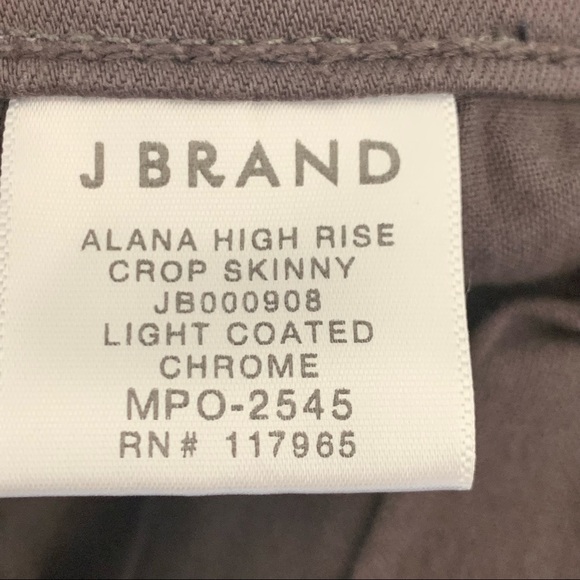 J BRAND
ALANA HIGH RISE
CROP SKINNY
JB000908
LIGHT COATED
CHROME
MPO-2545
RN# 117965